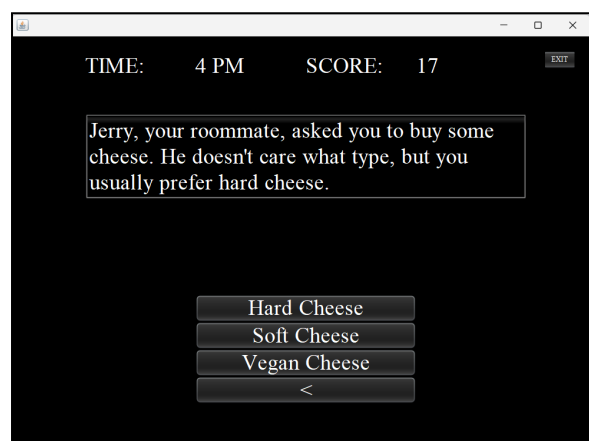 TIME: 4 PM SCORE: 17 EXIT
Jerry, your roommate, asked you to buy some
cheese. He doesn't care what type, but you
usually prefer hard cheese.
Hard Cheese
Soft Cheese
Vegan Cheese
<